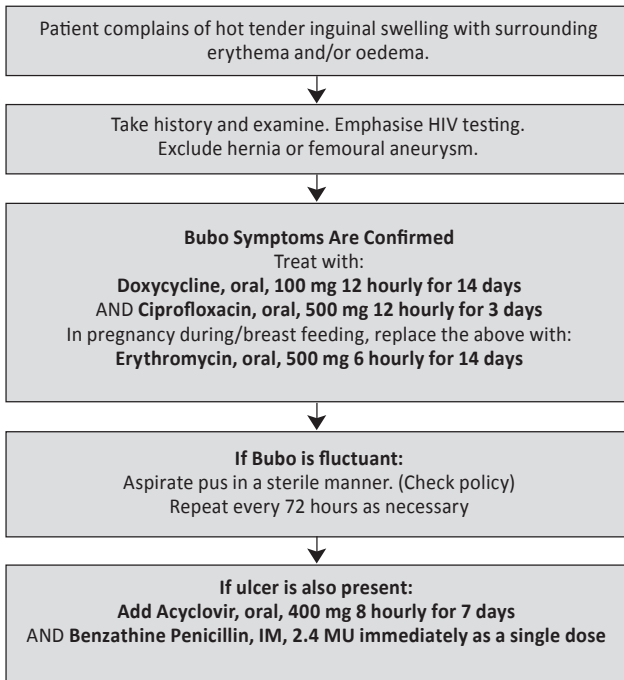 Patient complains of hot tender inguinal swelling with surrounding
erythema and/or oedema.
Take history and examine. Emphasise HIV testing.
Exclude hernia or femoural aneurysm.
Bubo Symptoms Are Confirmed
Treat with:
Doxycycline, oral, 100 mg 12 hourly for 14 days
AND Ciprofloxacin, oral, 500 mg 12 hourly for 3 days
In pregnancy during/breast feeding, replace the above with:
Erythromycin, oral, 500 mg 6 hourly for 14 days
If Bubo is fluctuant:
Aspirate pus in a sterile manner. (Check policy)
Repeat every 72 hours as necessary
If ulcer is also present:
Add Acyclovir, oral, 400 mg 8 hourly for 7 days
AND Benzathine Penicillin, IM, 2.4 MU immediately as a single dose